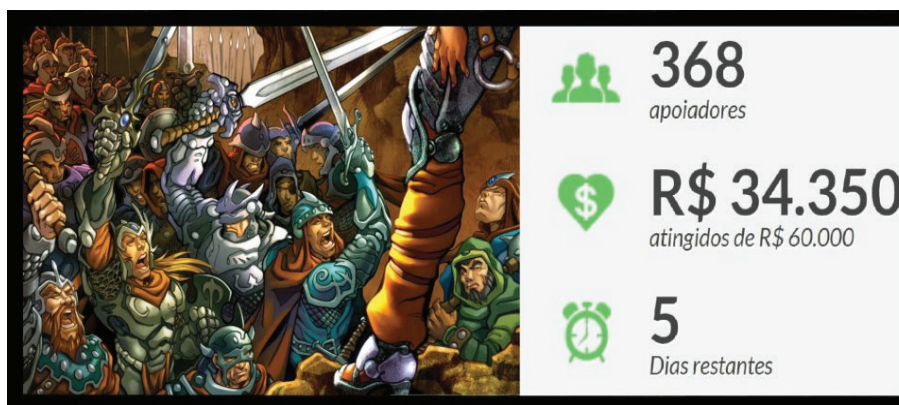 368
apoiadores
R$ 34.350
atingidos de R$ 60.000
5
Dias restantes